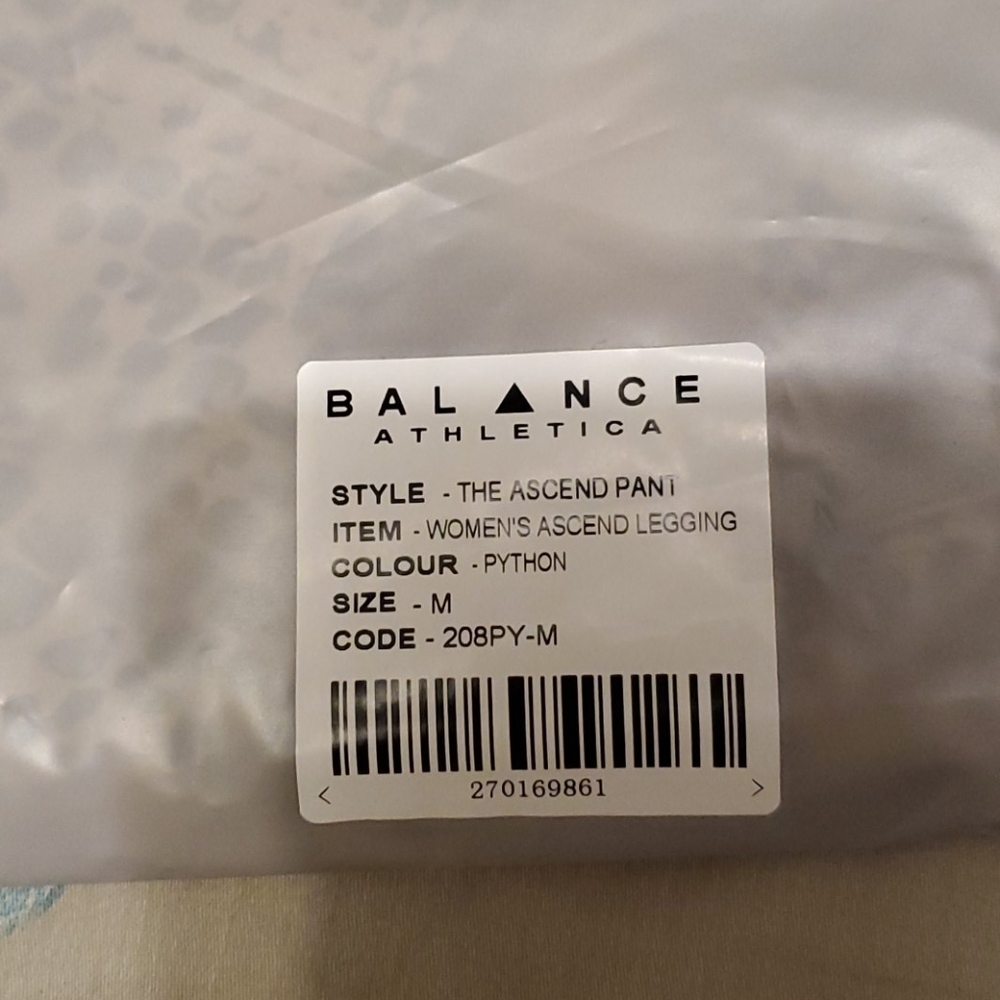 BAL▲NCE
ATHLETICA
STYLE - THE ASCEND PANT
ITEM - WOMEN'S ASCEND LEGGING
COLOUR - PYTHON
SIZE - M
CODE - 208PY-M
< 270169861 >